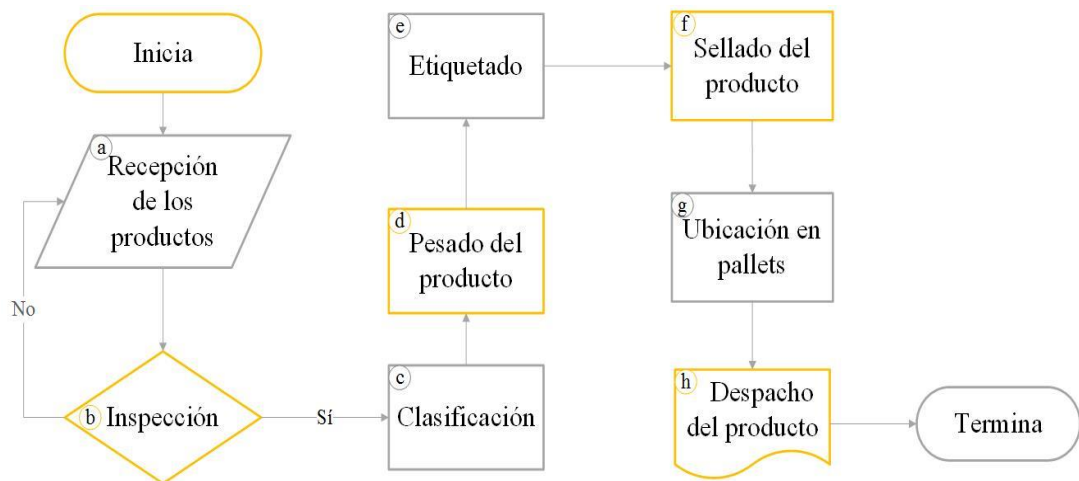 Inicia
a
Recepción
de los
productos
No
b
Inspección
Sí
c
Clasificación
d
Pesado del
producto
e
Etiquetado
f
Sellado del
producto
g
Ubicación en
pallets
h
Despacho
del producto
Termina